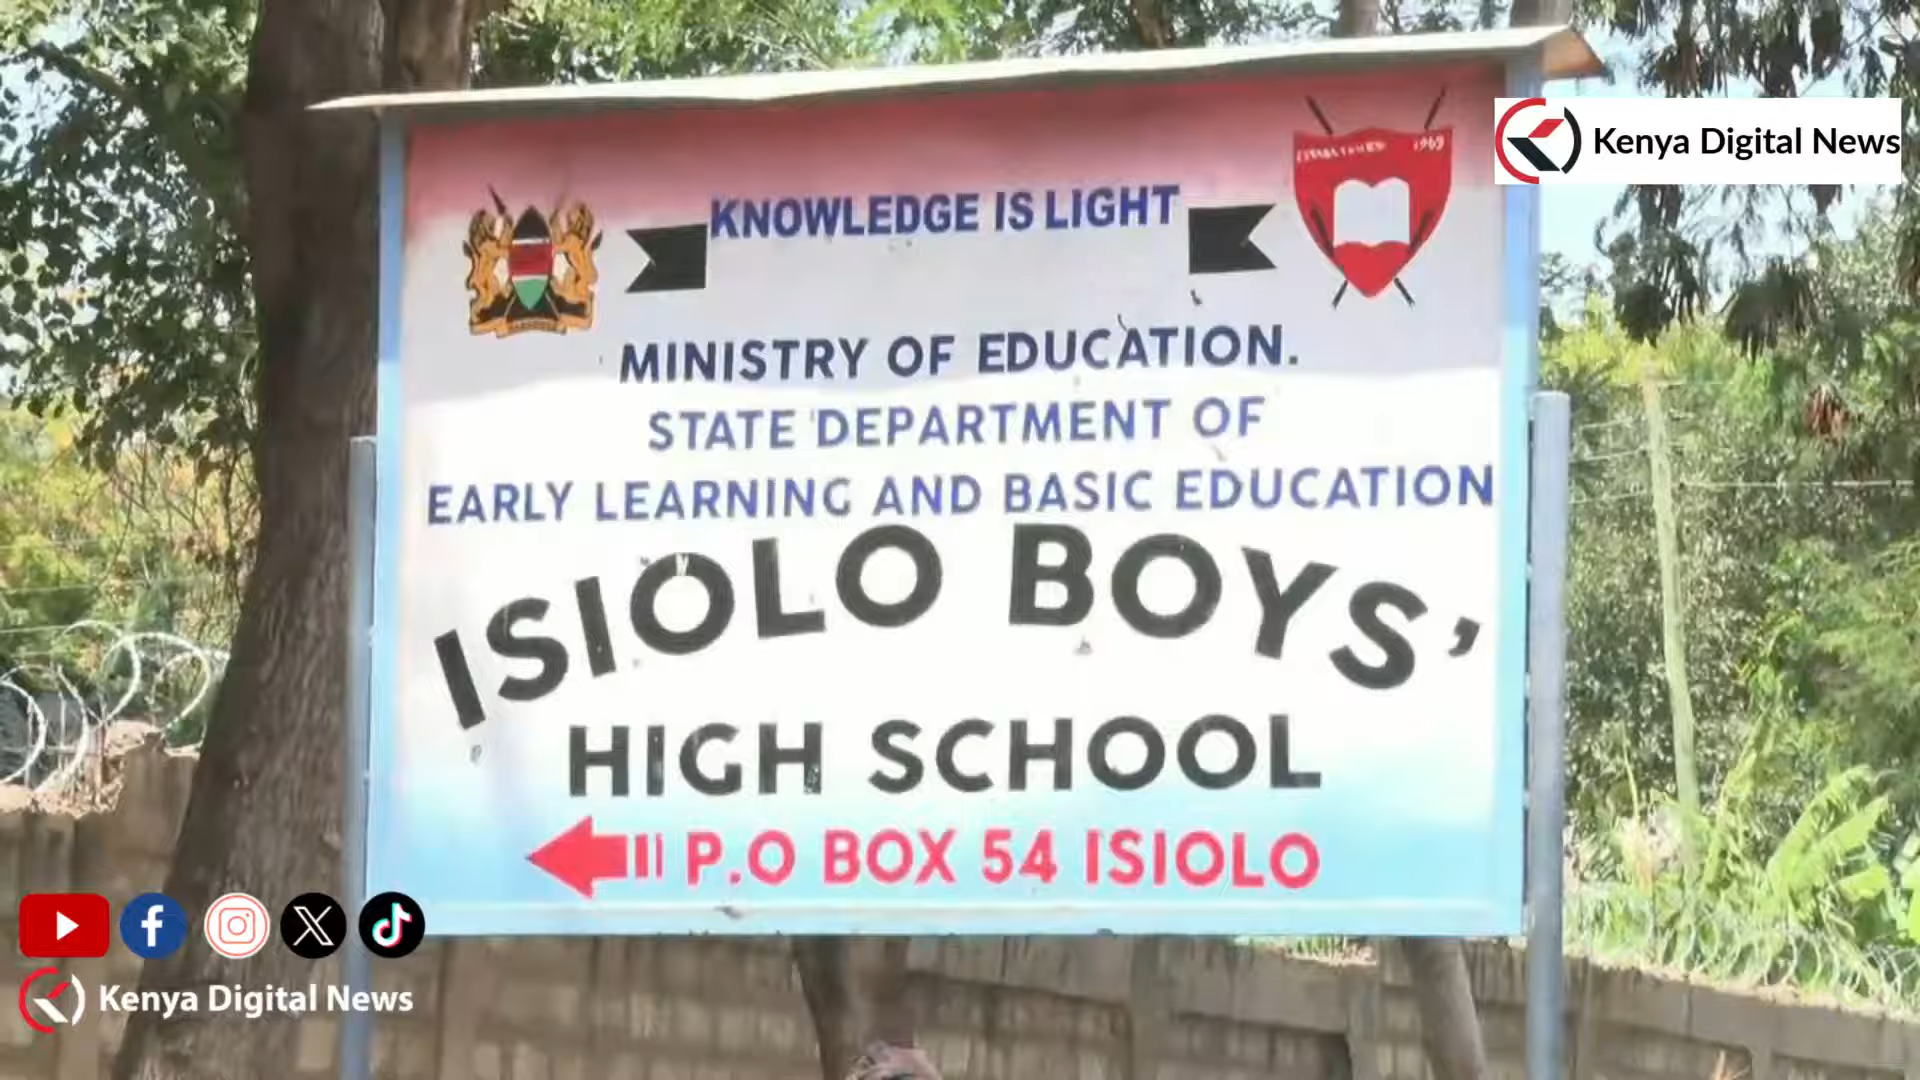 Kenya Digital News
1969
KNOWLEDGE IS LIGHT
MINISTRY OF EDUCATION.
STATE DEPARTMENT OF
EARLY LEARNING AND BASIC EDUCATION
ISIOLO BOYS'
HIGH SCHOOL
P.O BOX 54 ISIOLO
Kenya Digital News